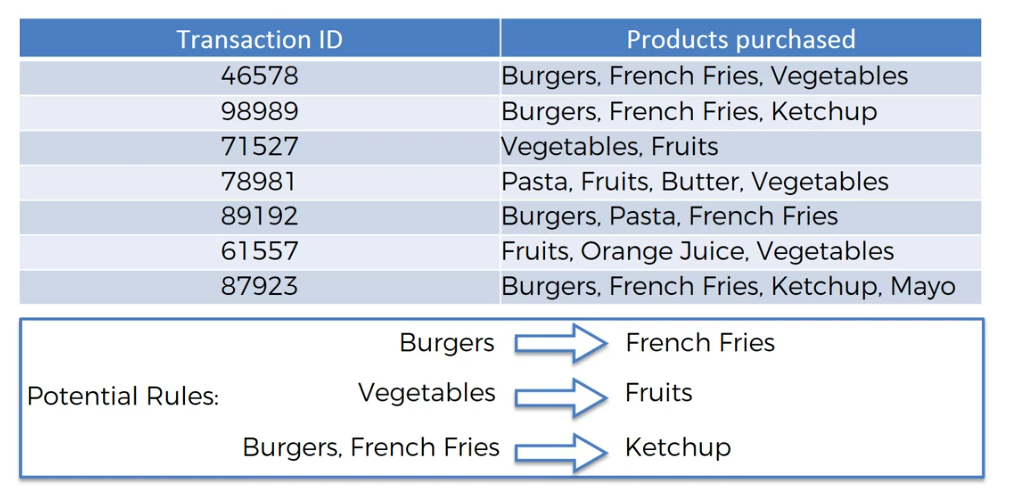 Transaction ID Products purchased
46578 Burgers, French Fries, Vegetables
98989 Burgers, French Fries, Ketchup
71527 Vegetables, Fruits
78981 Pasta, Fruits, Butter, Vegetables
89192 Burgers, Pasta, French Fries
61557 Fruits, Orange Juice, Vegetables
87923 Burgers, French Fries, Ketchup, Mayo
Burgers French Fries
Potential Rules: Vegetables Fruits
Burgers, French Fries Ketchup